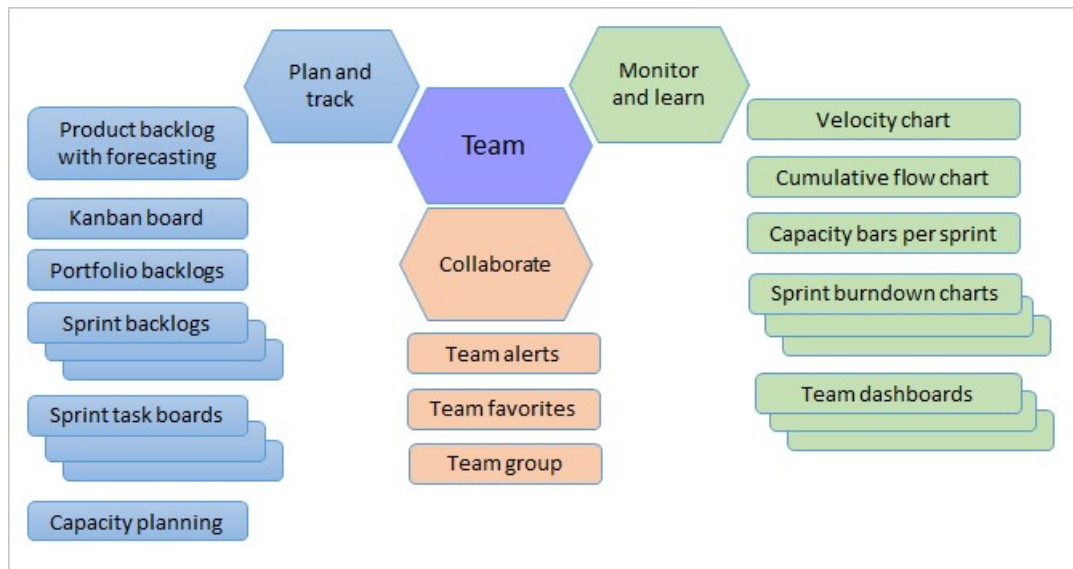 Plan and
track
Monitor
and learn
Team
Collaborate
Product backlog
with forecasting
Kanban board
Portfolio backlogs
Sprint backlogs
Sprint task boards
Capacity planning
Team alerts
Team favorites
Team group
Velocity chart
Cumulative flow chart
Capacity bars per sprint
Sprint burndown charts
Team dashboards